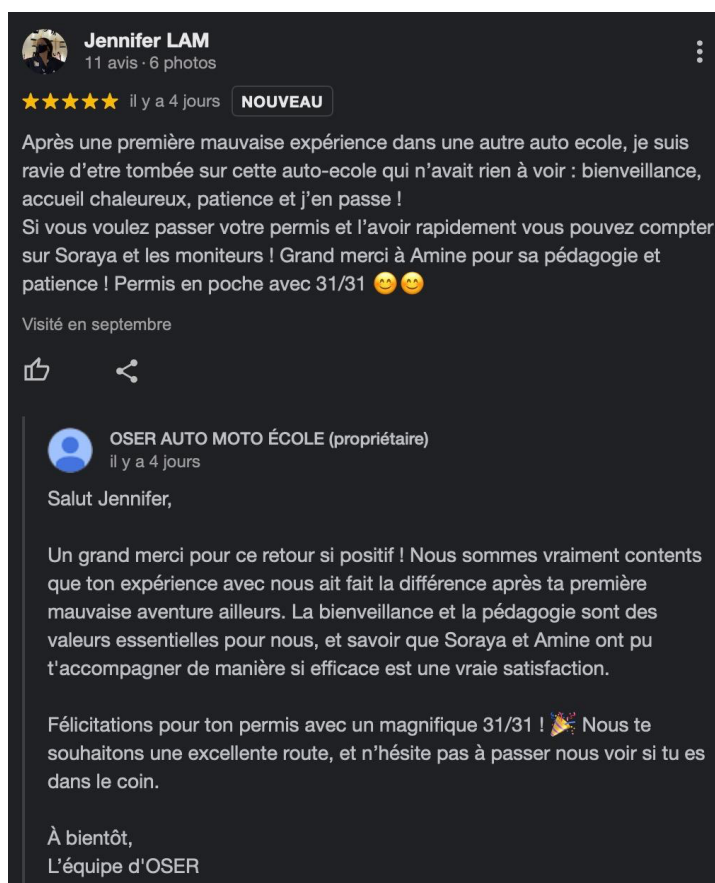 Jennifer LAM
11 avis · 6 photos
il y a 4 jours NOUVEAU
Après une première mauvaise expérience dans une autre auto ecole, je suis
ravie d’etre tombée sur cette auto-ecole qui n’avait rien à voir : bienveillance,
accueil chaleureux, patience et j’en passe !
Si vous voulez passer votre permis et l’avoir rapidement vous pouvez compter
sur Soraya et les moniteurs ! Grand merci à Amine pour sa pédagogie et
patience ! Permis en poche avec 31/31 😊😊
Visité en septembre
OSER AUTO MOTO ÉCOLE (propriétaire)
il y a 4 jours
Salut Jennifer,
Un grand merci pour ce retour si positif ! Nous sommes vraiment contents
que ton expérience avec nous ait fait la différence après ta première
mauvaise aventure ailleurs. La bienveillance et la pédagogie sont des
valeurs essentielles pour nous, et savoir que Soraya et Amine ont pu
t'accompagner de manière si efficace est une vraie satisfaction.
Félicitations pour ton permis avec un magnifique 31/31 ! 🎉 Nous te
souhaitons une excellente route, et n’hésite pas à passer nous voir si tu es
dans le coin.
À bientôt,
L’équipe d'OSER